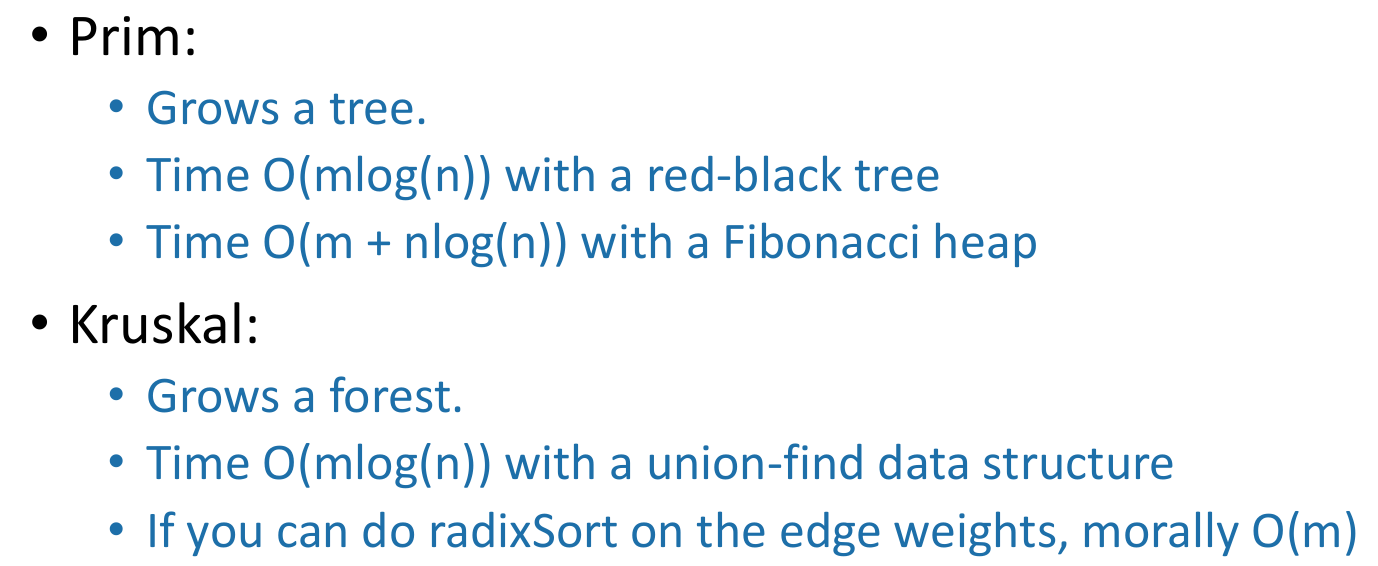 • Prim:
• Grows a tree.
• Time O(mlog(n)) with a red-black tree
• Time O(m + nlog(n)) with a Fibonacci heap
• Kruskal:
• Grows a forest.
• Time O(mlog(n)) with a union-find data structure
• If you can do radixSort on the edge weights, morally O(m)